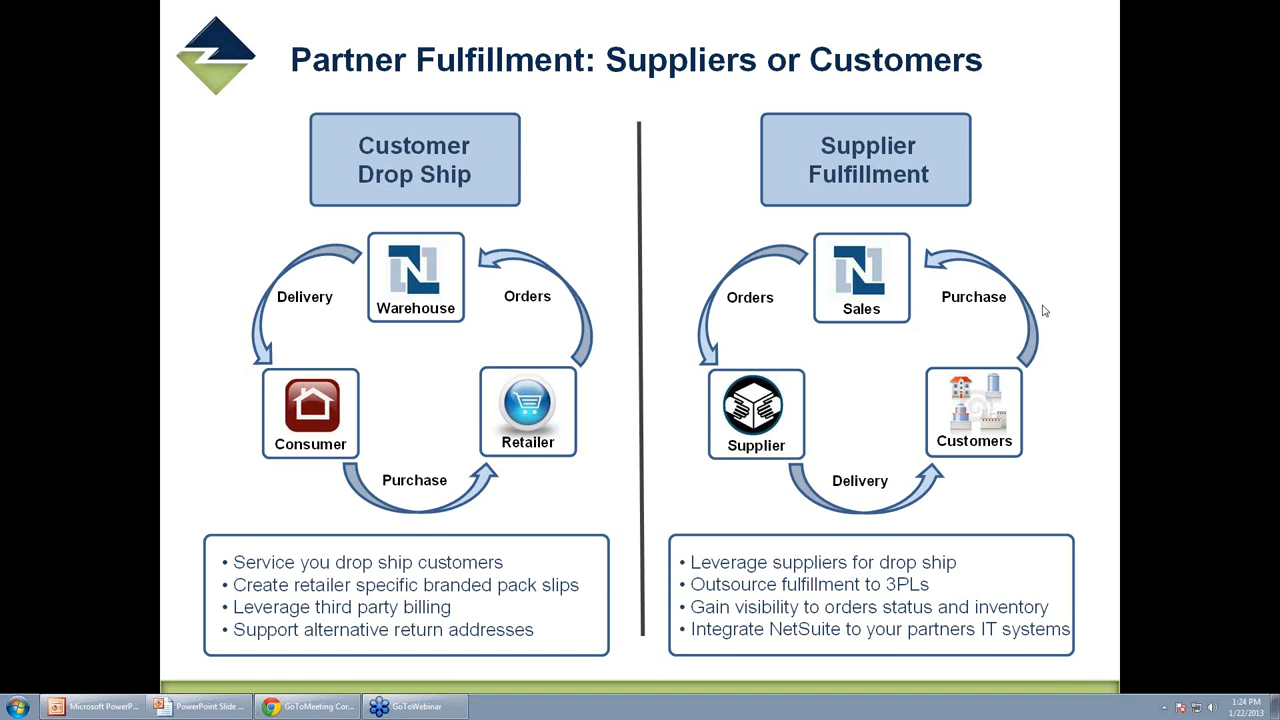 Partner Fulfillment: Suppliers or Customers
Customer
Drop Ship
Warehouse
Delivery
Orders
Consumer
Retailer
Purchase
• Service you drop ship customers
• Create retailer specific branded pack slips
• Leverage third party billing
• Support alternative return addresses
Supplier
Fulfillment
Sales
Orders
Purchase
Supplier
Customers
Delivery
• Leverage suppliers for drop ship
• Outsource fulfillment to 3PLs
• Gain visibility to orders status and inventory
• Integrate NetSuite to your partners IT systems
Microsoft PowerP...
PowerPoint Slide ...
GoToMeeting Cor...
GoToWebinar
1:24 PM
1/22/2013